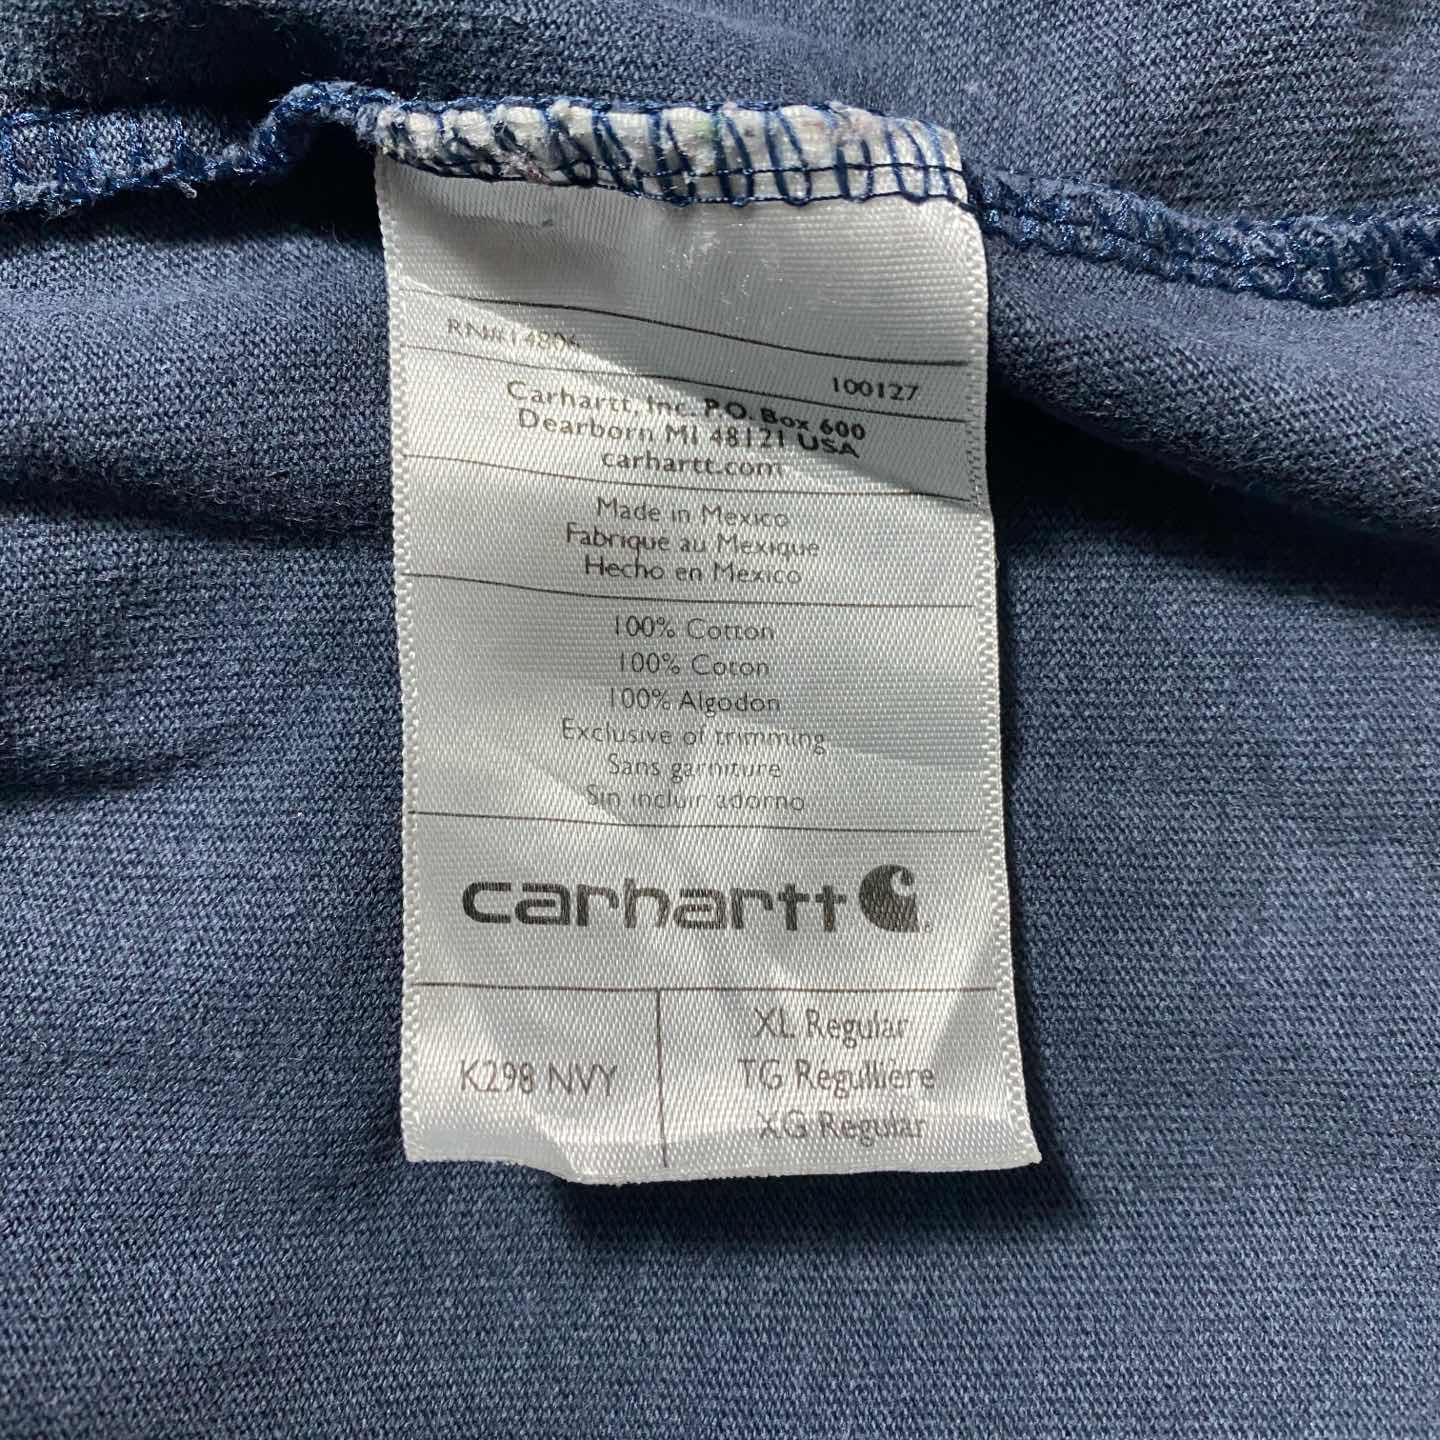 RN#14806
100127
Carhartt, Inc. P.O. Box 600
Dearborn MI 48121 USA
carhartt.com
Made in Mexico
Fabriqué au Mexique
Hecho en Mexico
100% Cotton
100% Coton
100% Algodon
Exclusive of trimming
Sans garniture
Sin incluir adorno
carhartt
K298 NVY
XL Regular
TG Régullière
XG Regular